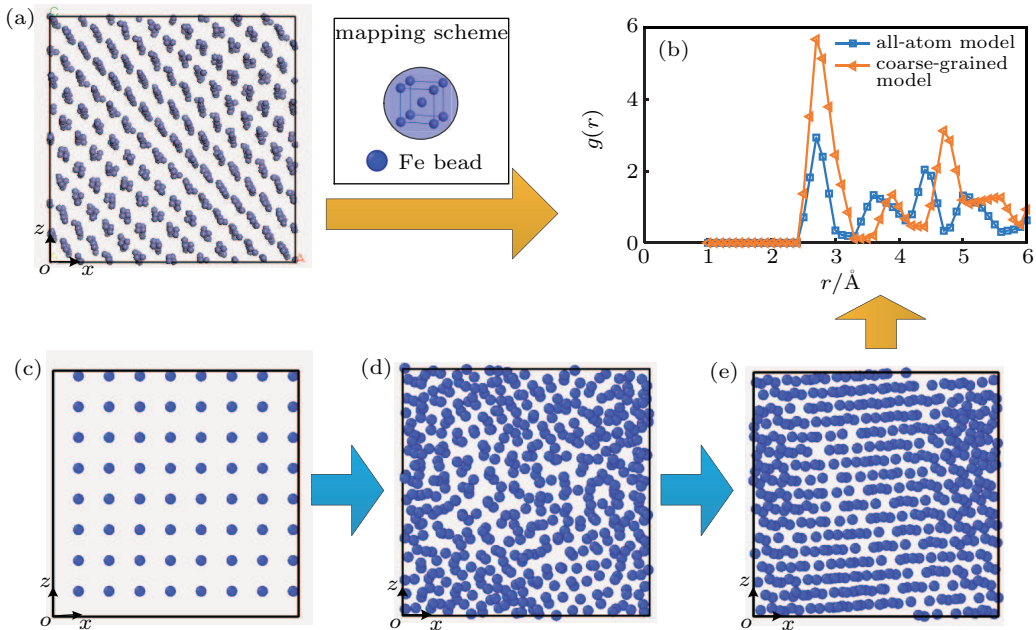 (a)
C
A
z
o
x
mapping scheme
Fe bead
(b)
all-atom model
coarse-grained
model
g(r)
6
4
2
0
0
1
2
3
4
5
6
r/Å
(c)
z
o
x
(d)
z
o
x
(e)
z
o
x